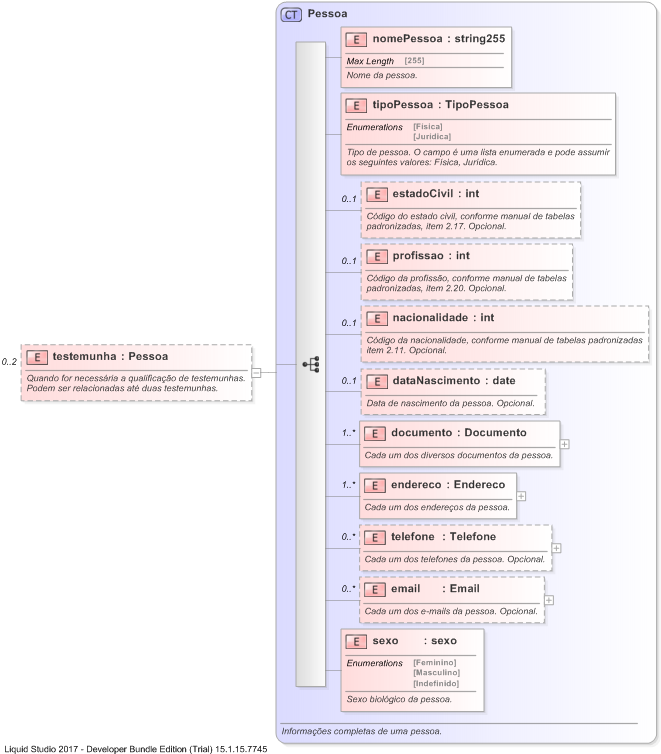 CT Pessoa
E nomePessoa : string255
Max Length [255]
Nome da pessoa.
E tipoPessoa : TipoPessoa
Enumerations [Física]
[Jurídica]
Tipo de pessoa. O campo é uma lista enumerada e pode assumir
os seguintes valores: Física, Jurídica.
0..1
E estadoCivil : int
Código do estado civil, conforme manual de tabelas
padronizadas, item 2.17. Opcional.
0..1
E profissao : int
Código da profissão, conforme manual de tabelas
padronizadas, item 2.20. Opcional.
0..1
E nacionalidade : int
Código da nacionalidade, conforme manual de tabelas padronizadas
item 2.11. Opcional.
0..2
E testemunha : Pessoa
Quando for necessária a qualificação de testemunhas.
Podem ser relacionadas até duas testemunhas.
0..1
E dataNascimento : date
Data de nascimento da pessoa. Opcional.
1..*
E documento : Documento
Cada um dos diversos documentos da pessoa.
1..*
E endereco : Endereco
Cada um dos endereços da pessoa.
0..*
E telefone : Telefone
Cada um dos telefones da pessoa. Opcional.
0..*
E email : Email
Cada um dos e-mails da pessoa. Opcional.
E sexo : sexo
Enumerations [Feminino]
[Masculino]
[Indefinido]
Sexo biológico da pessoa.
Informações completas de uma pessoa.
Liquid Studio 2017 - Developer Bundle Edition (Trial) 15.1.15.7745